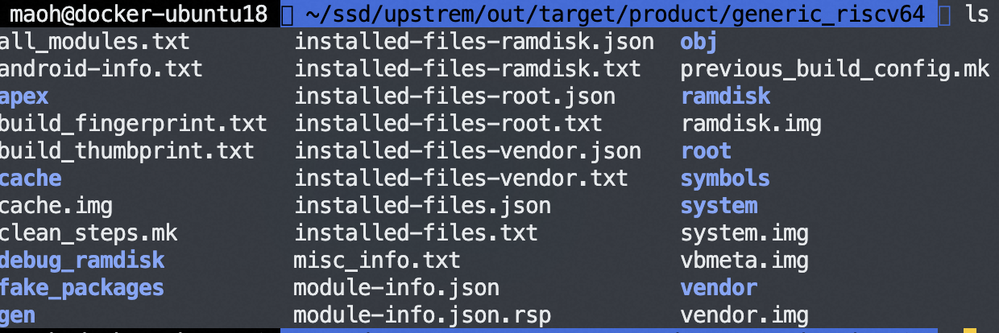 maoh@docker-ubuntu18 ~/ssd/upstrem/out/target/product/generic_riscv64 ls
all_modules.txt installed-files-ramdisk.json obj
android-info.txt installed-files-ramdisk.txt previous_build_config.mk
apex installed-files-root.json ramdisk
build_fingerprint.txt installed-files-root.txt ramdisk.img
build_thumbprint.txt installed-files-vendor.json root
cache installed-files-vendor.txt symbols
cache.img installed-files.json system
clean_steps.mk installed-files.txt system.img
debug_ramdisk misc_info.txt vbmeta.img
fake_packages module-info.json vendor
gen module-info.json.rsp vendor.img